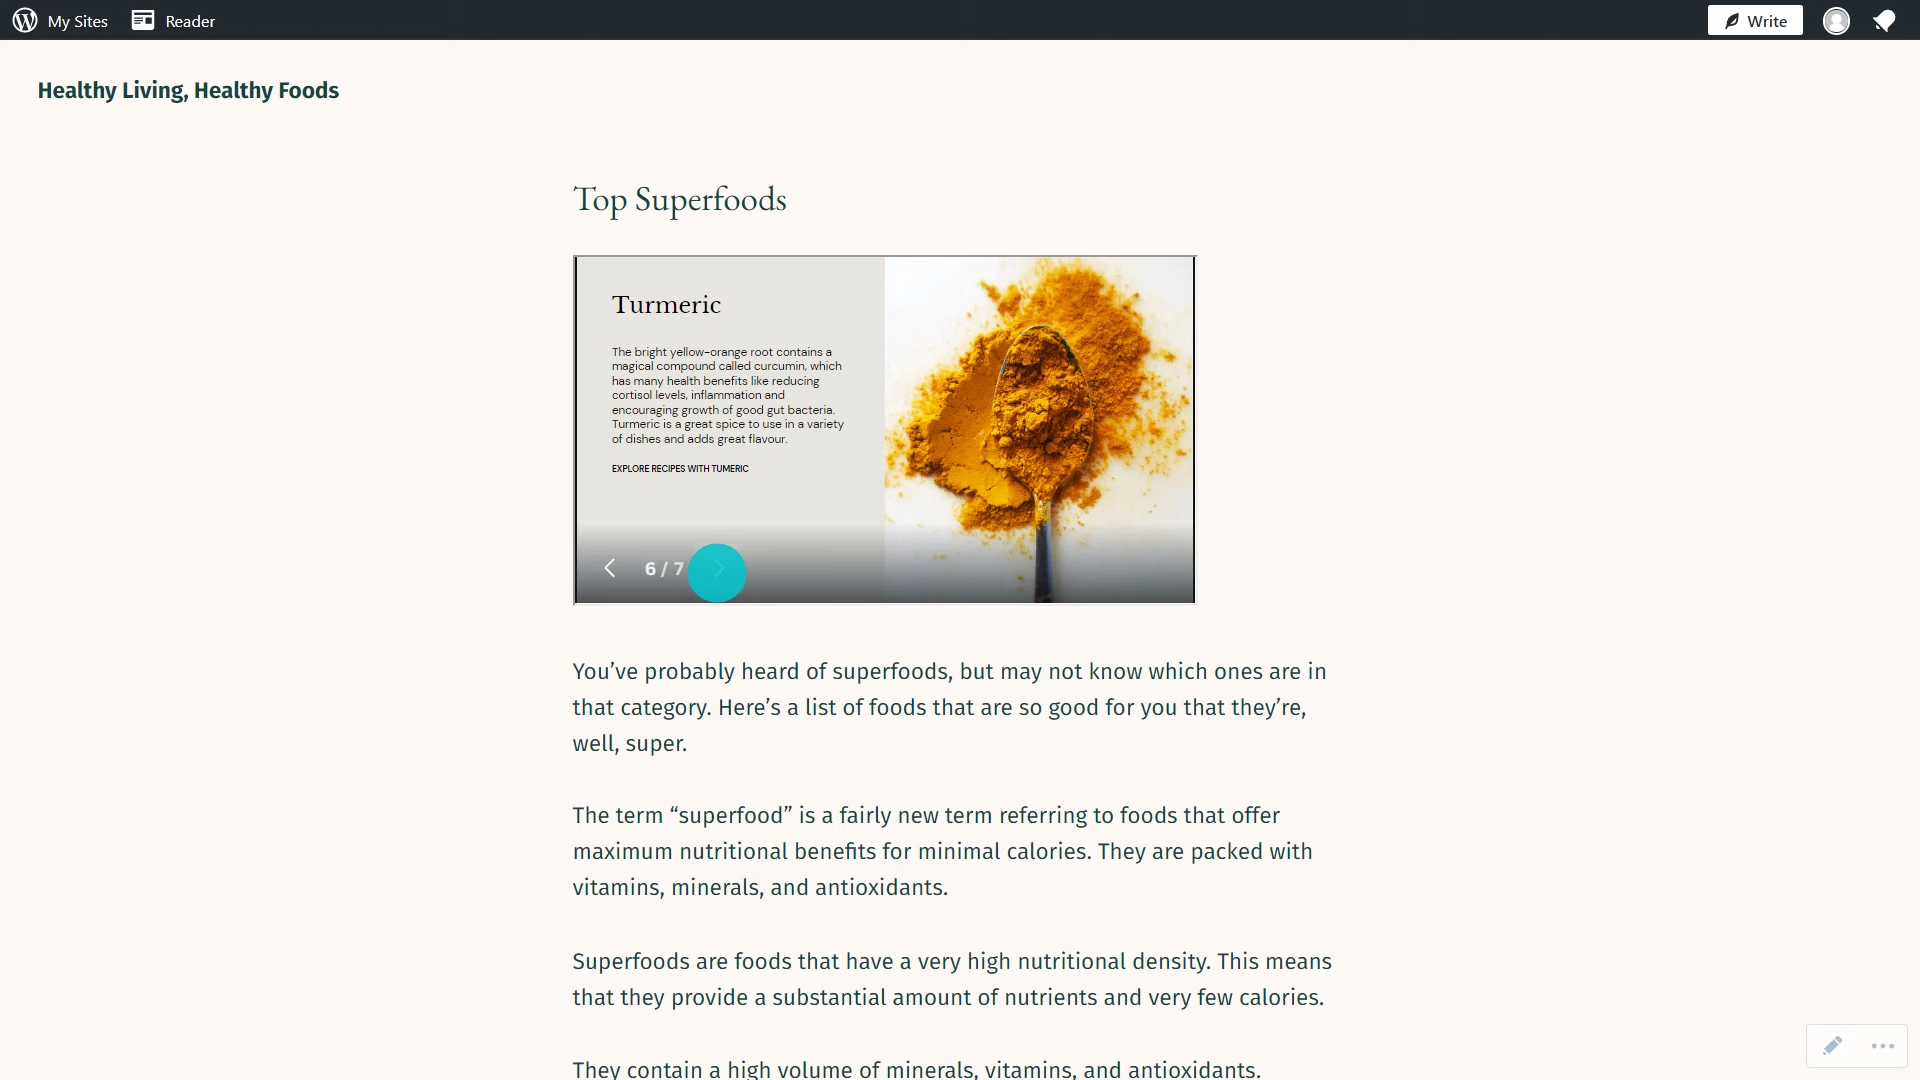 My Sites
Reader
Write
Healthy Living, Healthy Foods
Top Superfoods
Turmeric
The bright yellow-orange root contains a
magical compound called curcumin, which
has many health benefits like reducing
cortisol levels, inflammation and
encouraging growth of good gut bacteria.
Turmeric is a great spice to use in a variety
of dishes and adds great flavour.
EXPLORE RECIPES WITH TUMERIC
6 / 7
You’ve probably heard of superfoods, but may not know which ones are in
that category. Here’s a list of foods that are so good for you that they’re,
well, super.
The term “superfood” is a fairly new term referring to foods that offer
maximum nutritional benefits for minimal calories. They are packed with
vitamins, minerals, and antioxidants.
Superfoods are foods that have a very high nutritional density. This means
that they provide a substantial amount of nutrients and very few calories.
They contain a high volume of minerals, vitamins, and antioxidants.